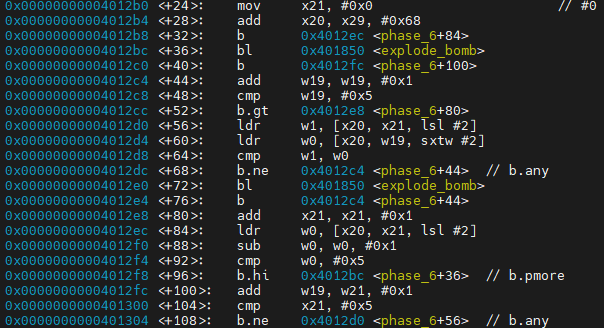 0x00000000004012b0 <+24>: mov x21, #0x0 // #0
0x00000000004012b4 <+28>: add x20, x29, #0x68
0x00000000004012b8 <+32>: b 0x4012ec <phase_6+84>
0x00000000004012bc <+36>: bl 0x401850 <explode_bomb>
0x00000000004012c0 <+40>: b 0x4012fc <phase_6+100>
0x00000000004012c4 <+44>: add w19, w19, #0x1
0x00000000004012c8 <+48>: cmp w19, #0x5
0x00000000004012cc <+52>: b.gt 0x4012e8 <phase_6+80>
0x00000000004012d0 <+56>: ldr w1, [x20, x21, lsl #2]
0x00000000004012d4 <+60>: ldr w0, [x20, w19, sxtw #2]
0x00000000004012d8 <+64>: cmp w1, w0
0x00000000004012dc <+68>: b.ne 0x4012c4 <phase_6+44> // b.any
0x00000000004012e0 <+72>: bl 0x401850 <explode_bomb>
0x00000000004012e4 <+76>: b 0x4012c4 <phase_6+44>
0x00000000004012e8 <+80>: add x21, x21, #0x1
0x00000000004012ec <+84>: ldr w0, [x20, x21, lsl #2]
0x00000000004012f0 <+88>: sub w0, w0, #0x1
0x00000000004012f4 <+92>: cmp w0, #0x5
0x00000000004012f8 <+96>: b.hi 0x4012bc <phase_6+36> // b.pmore
0x00000000004012fc <+100>: add w19, w21, #0x1
0x0000000000401300 <+104>: cmp x21, #0x5
0x0000000000401304 <+108>: b.ne 0x4012d0 <phase_6+56> // b.any